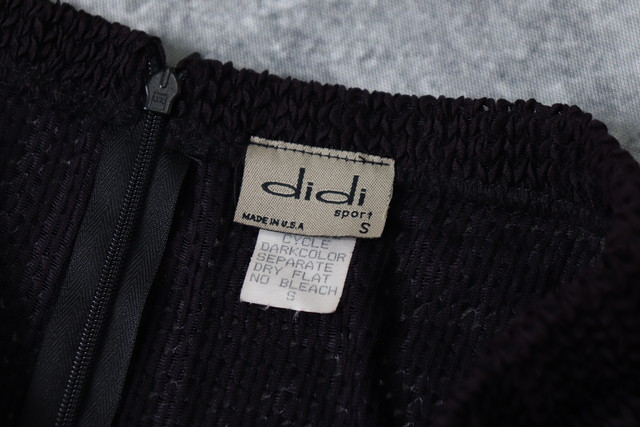 didi
sport
MADE IN U.S.A
S
CYCLE
DARKCOLOR
SEPARATE
DRY FLAT
NO BLEACH
S